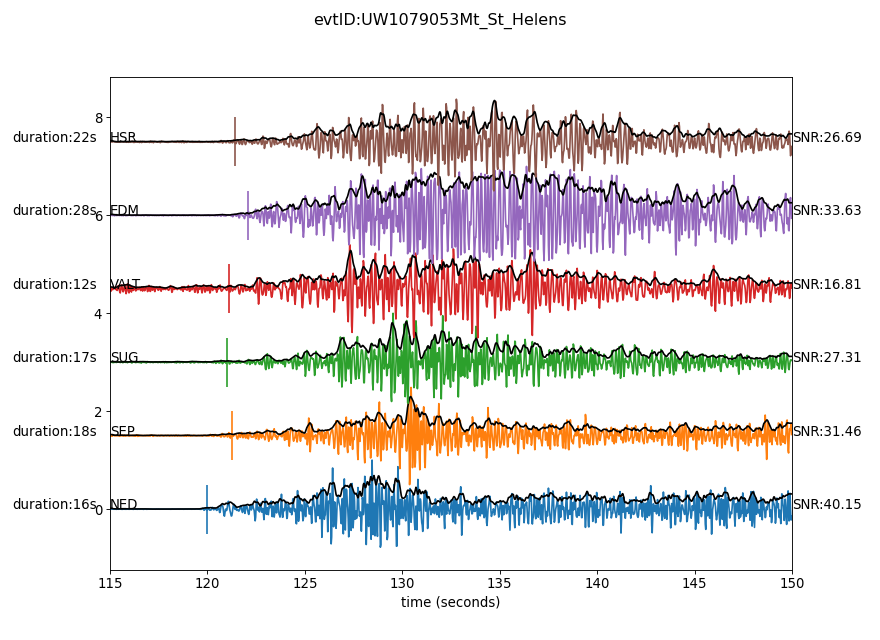 evtID:UW1079053Mt_St_Helens
8
duration:22s HSR SNR:26.69
duration:28s 6 EDM SNR:33.63
duration:12s VALT SNR:16.81
4
duration:17s SUG SNR:27.31
2
duration:18s SEP SNR:31.46
duration:16s 0 NED SNR:40.15
115 120 125 130 135 140 145 150
time (seconds)